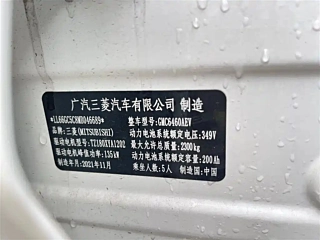 广汽三菱汽车有限公司 制造
*LL66GCSC8MB046689* 整车型号:GMC6460AEV
品牌:三菱(MITSUBISHI) 动力电池系统额定电压:349V
驱动电机型号:TZ180XYA1202 最大允许总质量:2300kg
驱动电机峰值功率:135kW 动力电池系统额定容量:200Ah
制造年月:2021年11月 乘坐人数:5人 制造国:中国